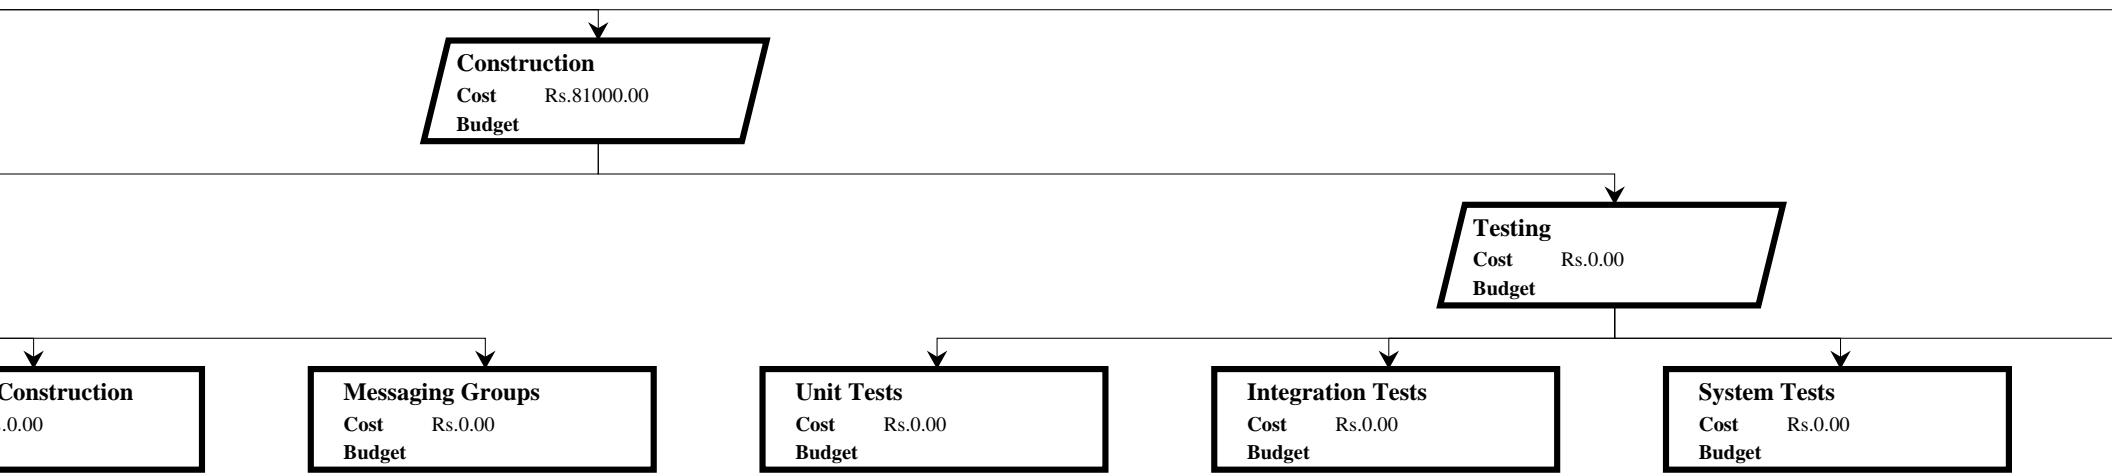 Construction
Cost Rs.81000.00
Budget
Testing
Cost Rs.0.00
Budget
Construction
.0.00
Messaging Groups
Cost Rs.0.00
Budget
Unit Tests
Cost Rs.0.00
Budget
Integration Tests
Cost Rs.0.00
Budget
System Tests
Cost Rs.0.00
Budget